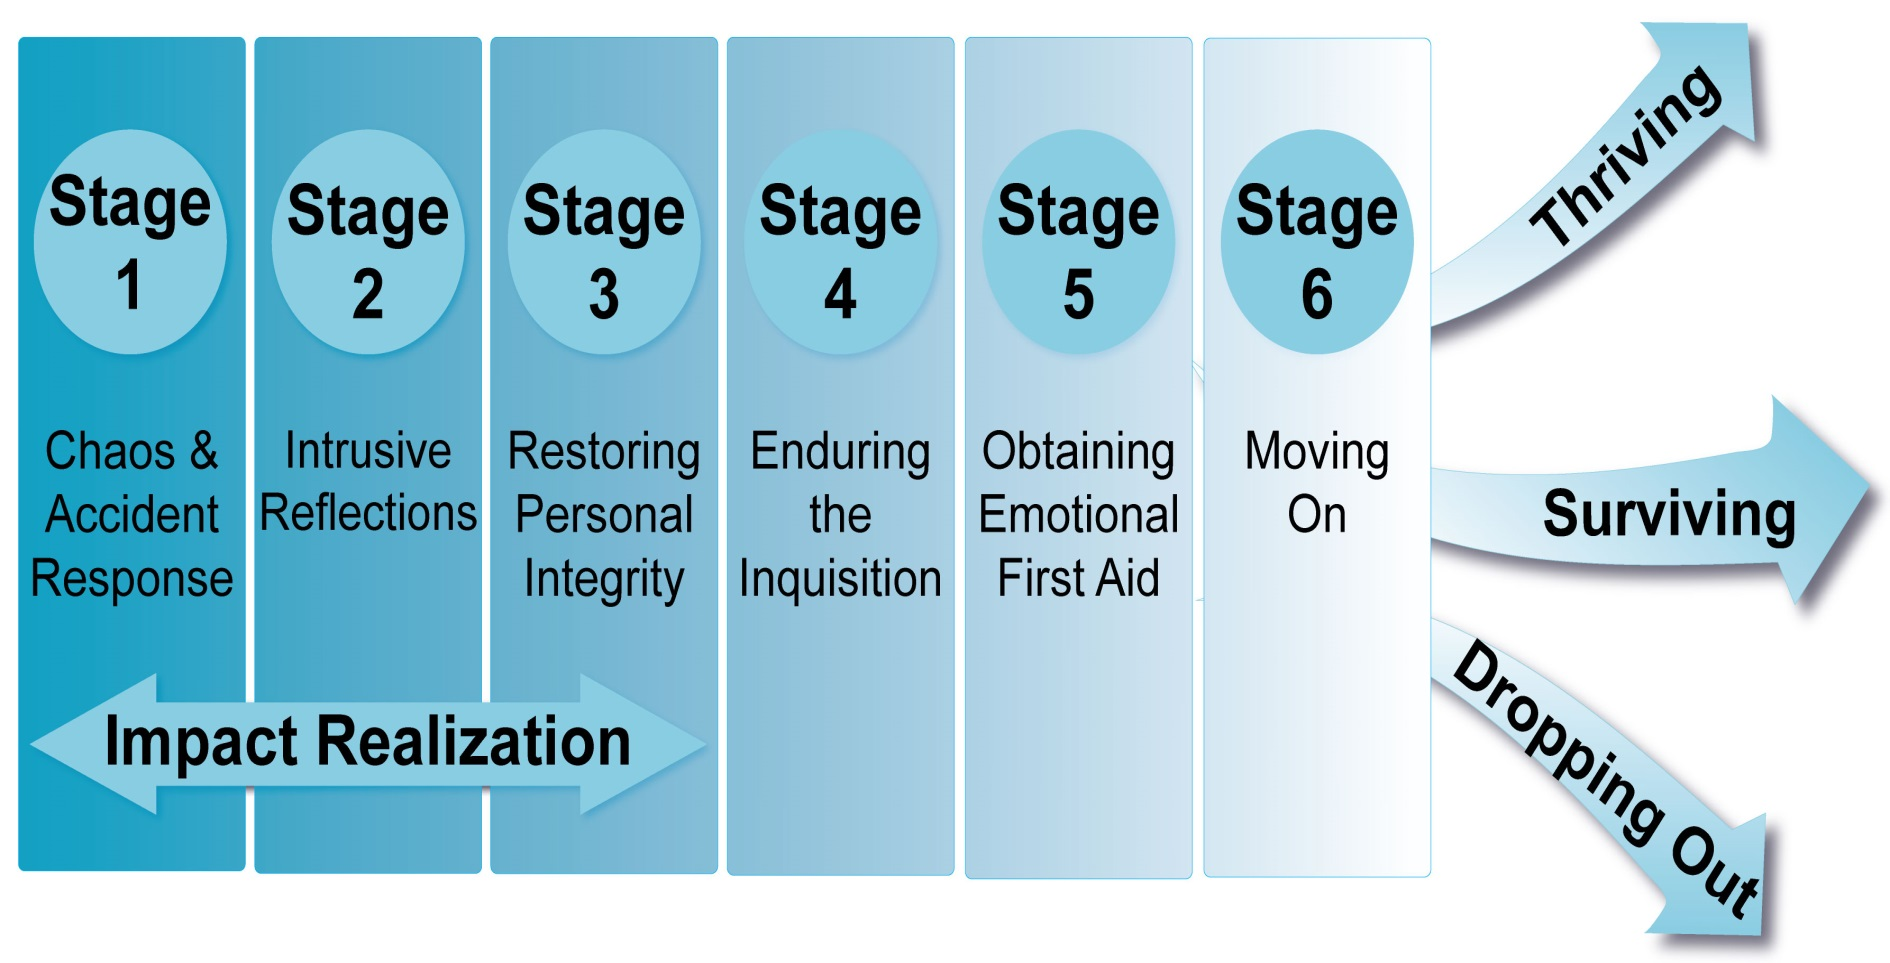 Stage
1
Chaos &
Accident
Response
Stage
2
Intrusive
Reflections
Stage
3
Restoring
Personal
Integrity
Stage
4
Enduring
the
Inquisition
Stage
5
Obtaining
Emotional
First Aid
Stage
6
Moving
On
Impact Realization
Thriving
Surviving
Dropping Out